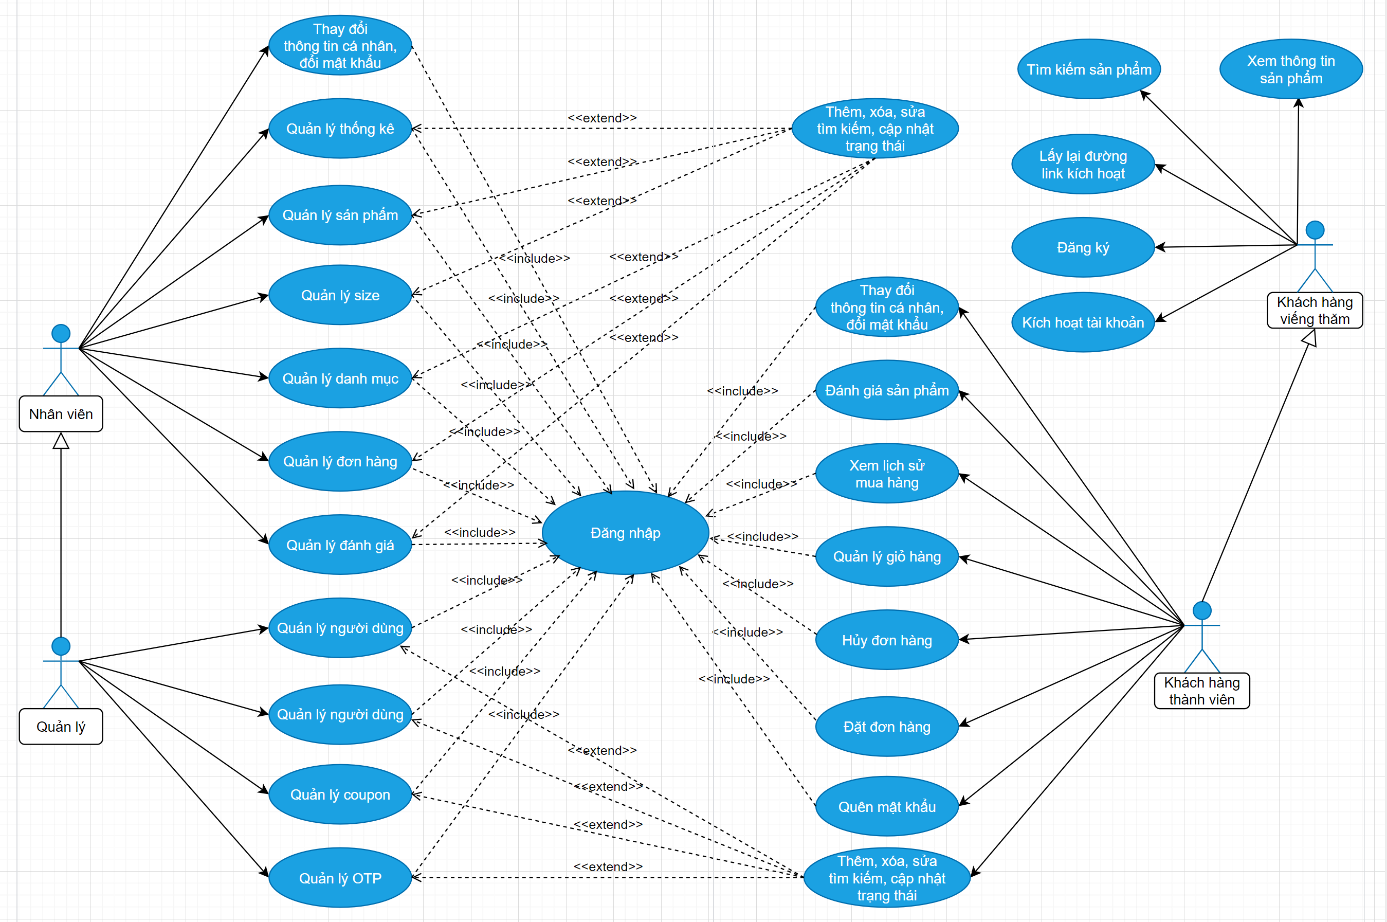 Thay đổi
thông tin cá nhân,
đổi mật khẩu
Quản lý thống kê
Quản lý sản phẩm
Quản lý size
Quản lý danh mục
Quản lý đơn hàng
Quản lý đánh giá
Quản lý người dùng
Quản lý người dùng
Quản lý coupon
Quản lý OTP
Nhân viên
Quản lý
<<extend>>
<<extend>>
<<extend>>
<<extend>>
<<extend>>
<<extend>>
<<include>>
<<include>>
<<include>>
<<include>>
<<include>>
<<include>>
<<include>>
<<include>>
<<include>>
<<include>>
<<include>>
<<extend>>
<<extend>>
<<extend>>
<<extend>>
Đăng nhập
Thêm, xóa, sửa
tìm kiếm, cập nhật
trạng thái
<<include>>
<<include>>
<<include>>
<<include>>
<<include>>
<<include>>
<<include>>
Thay đổi
thông tin cá nhân,
đổi mật khẩu
Đánh giá sản phẩm
Xem lịch sử
mua hàng
Quản lý giỏ hàng
Hủy đơn hàng
Đặt đơn hàng
Quên mật khẩu
Thêm, xóa, sửa
tìm kiếm, cập nhật
trạng thái
Tìm kiếm sản phẩm
Xem thông tin
sản phẩm
Lấy lại đường
link kích hoạt
Đăng ký
Kích hoạt tài khoản
Khách hàng
viếng thăm
Khách hàng
thành viên